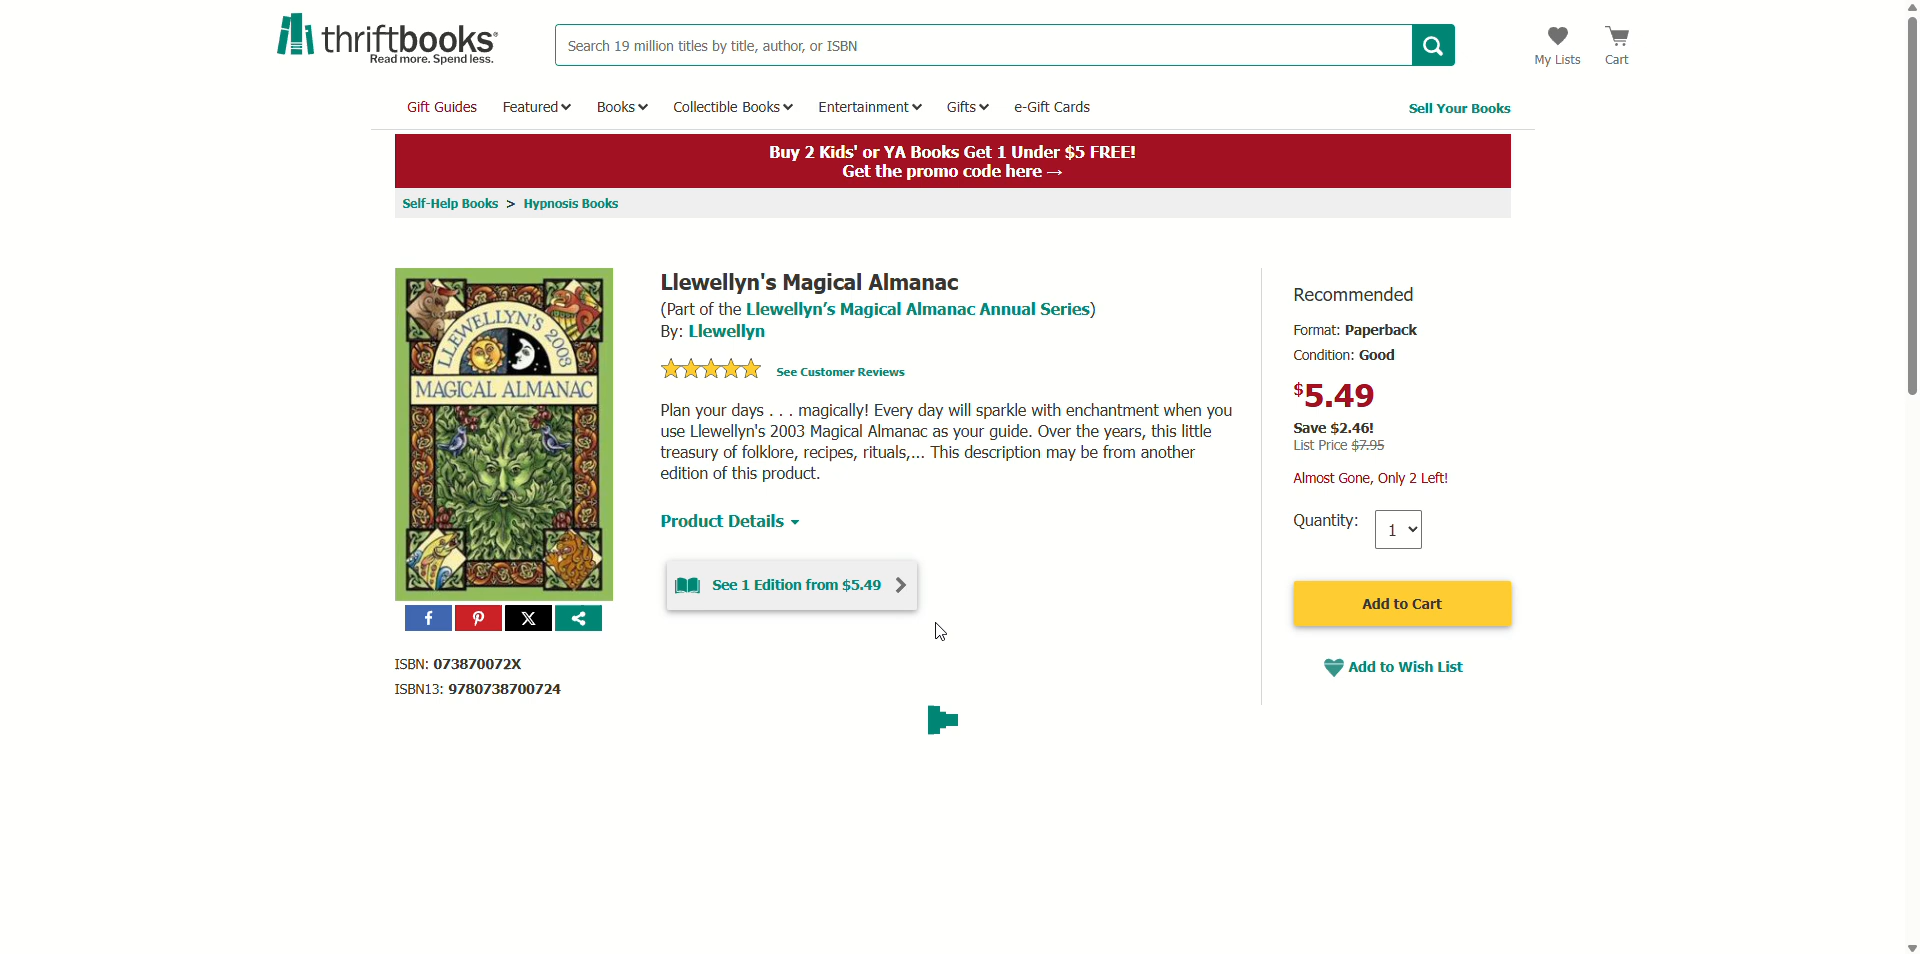 thriftbooks®
Read more. Spend less.
Search 19 million titles by title, author, or ISBN
My Lists
Cart
Gift Guides
Featured
Books
Collectible Books
Entertainment
Gifts
e-Gift Cards
Sell Your Books
Buy 2 Kids' or YA Books Get 1 Under $5 FREE!
Get the promo code here →
Self-Help Books > Hypnosis Books
LLEWELLYN'S 2003
MAGICAL ALMANAC
ISBN: 073870072X
ISBN13: 9780738700724
Llewellyn's Magical Almanac
(Part of the Llewellyn’s Magical Almanac Annual Series)
By: Llewellyn
See Customer Reviews
Plan your days . . . magically! Every day will sparkle with enchantment when you
use Llewellyn's 2003 Magical Almanac as your guide. Over the years, this little
treasury of folklore, recipes, rituals,... This description may be from another
edition of this product.
Product Details
See 1 Edition from $5.49
Recommended
Format: Paperback
Condition: Good
$5.49
Save $2.46!
List Price $7.95
Almost Gone, Only 2 Left!
Quantity: 1
Add to Cart
Add to Wish List